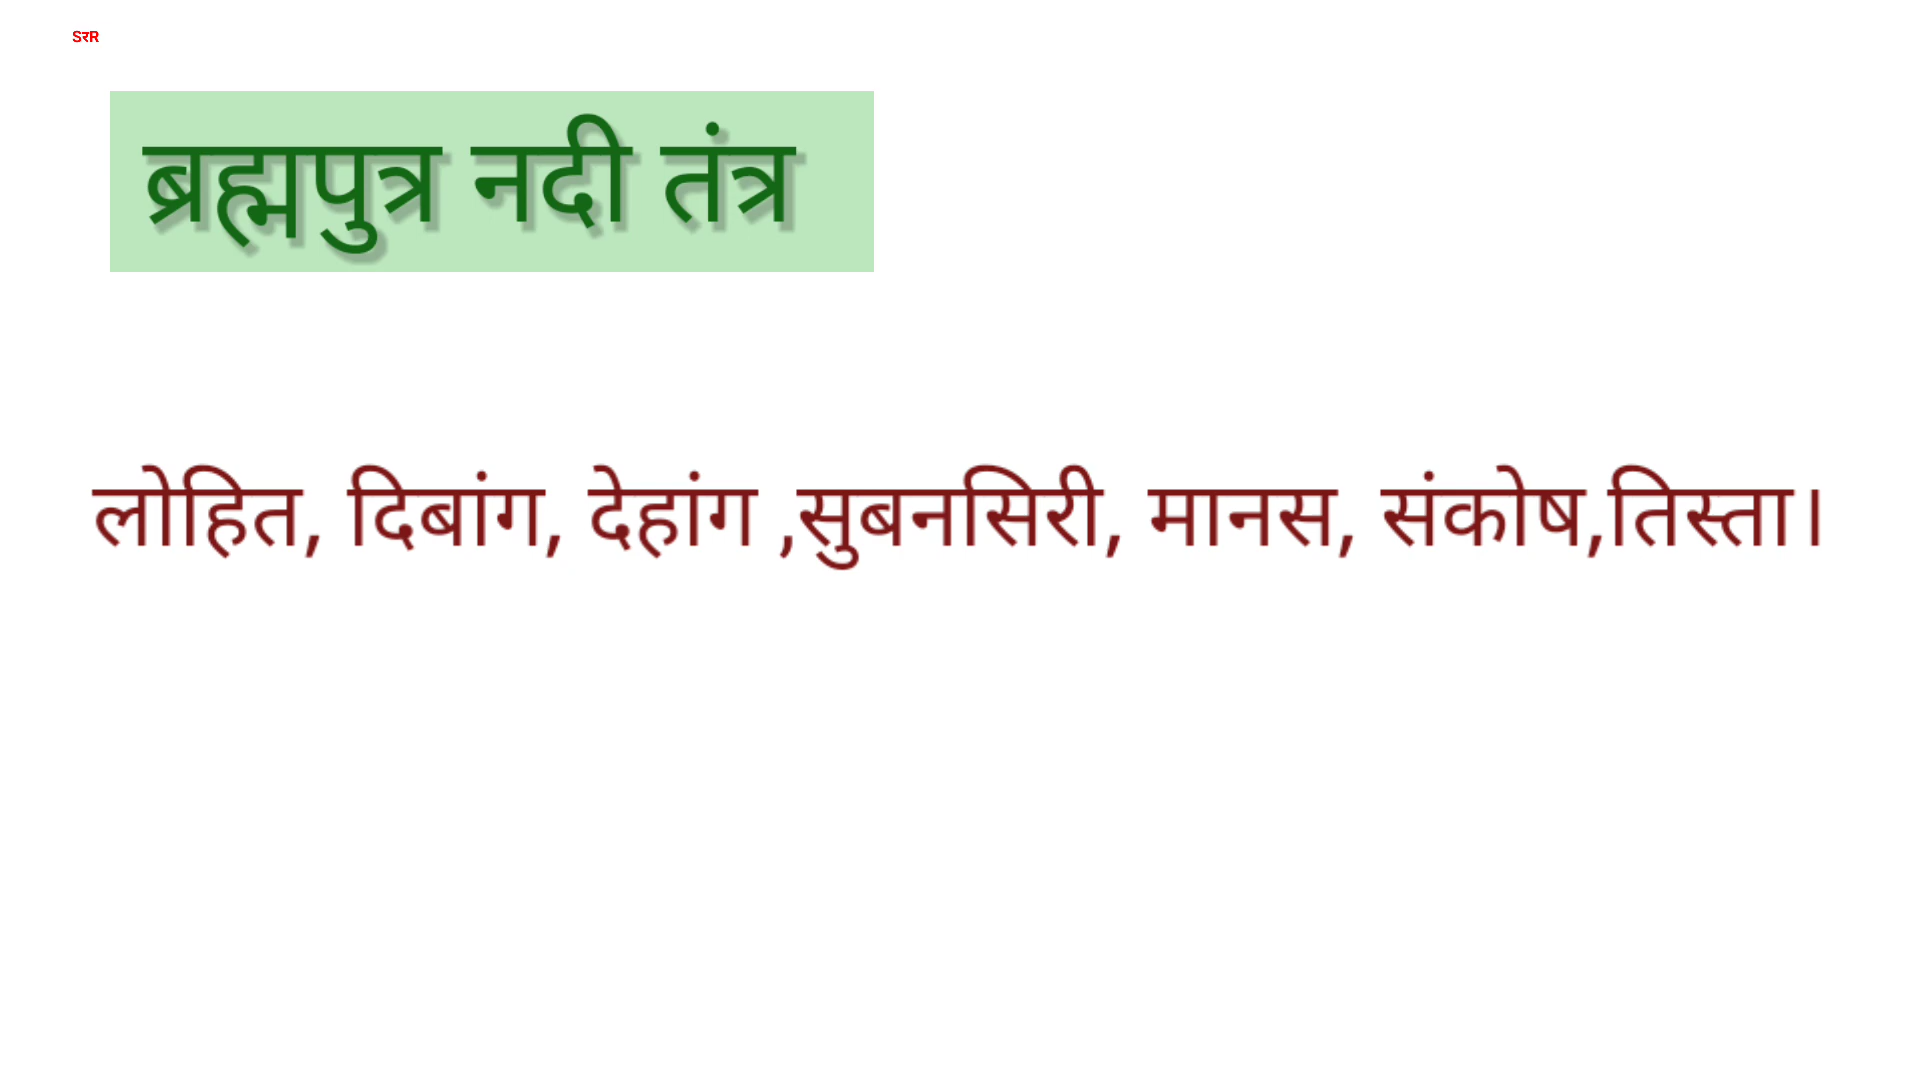 SरR
ब्रह्मपुत्र नदी तंत्र
लोहित, दिबांग, देहांग ,सुबनसिरी, मानस, संकोष,तिस्ता।